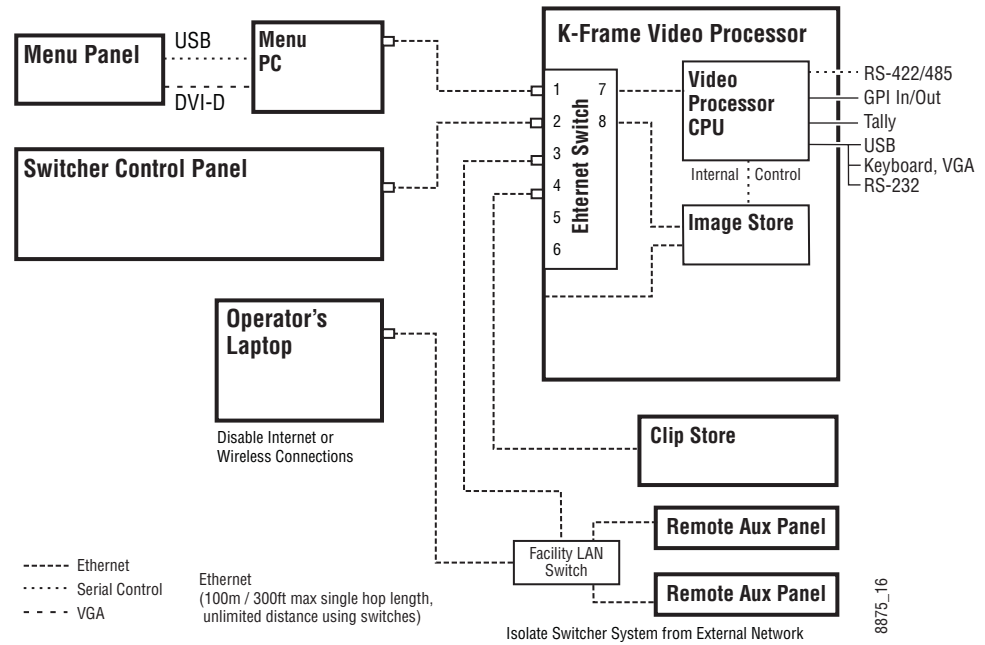 Menu Panel
USB
DVI-D
Menu
PC
K-Frame Video Processor
Ehternet Switch
1
2
3
4
5
6
7
8
Video
Processor
CPU
RS-422/485
GPI In/Out
Tally
USB
Keyboard, VGA
RS-232
Internal
Control
Image Store
Switcher Control Panel
Operator's
Laptop
Disable Internet or
Wireless Connections
Clip Store
Remote Aux Panel
Facility LAN
Switch
Remote Aux Panel
Isolate Switcher System from External Network
Ethernet
Serial Control
VGA
Ethernet
(100m / 300ft max single hop length,
unlimited distance using switches)
8875_16